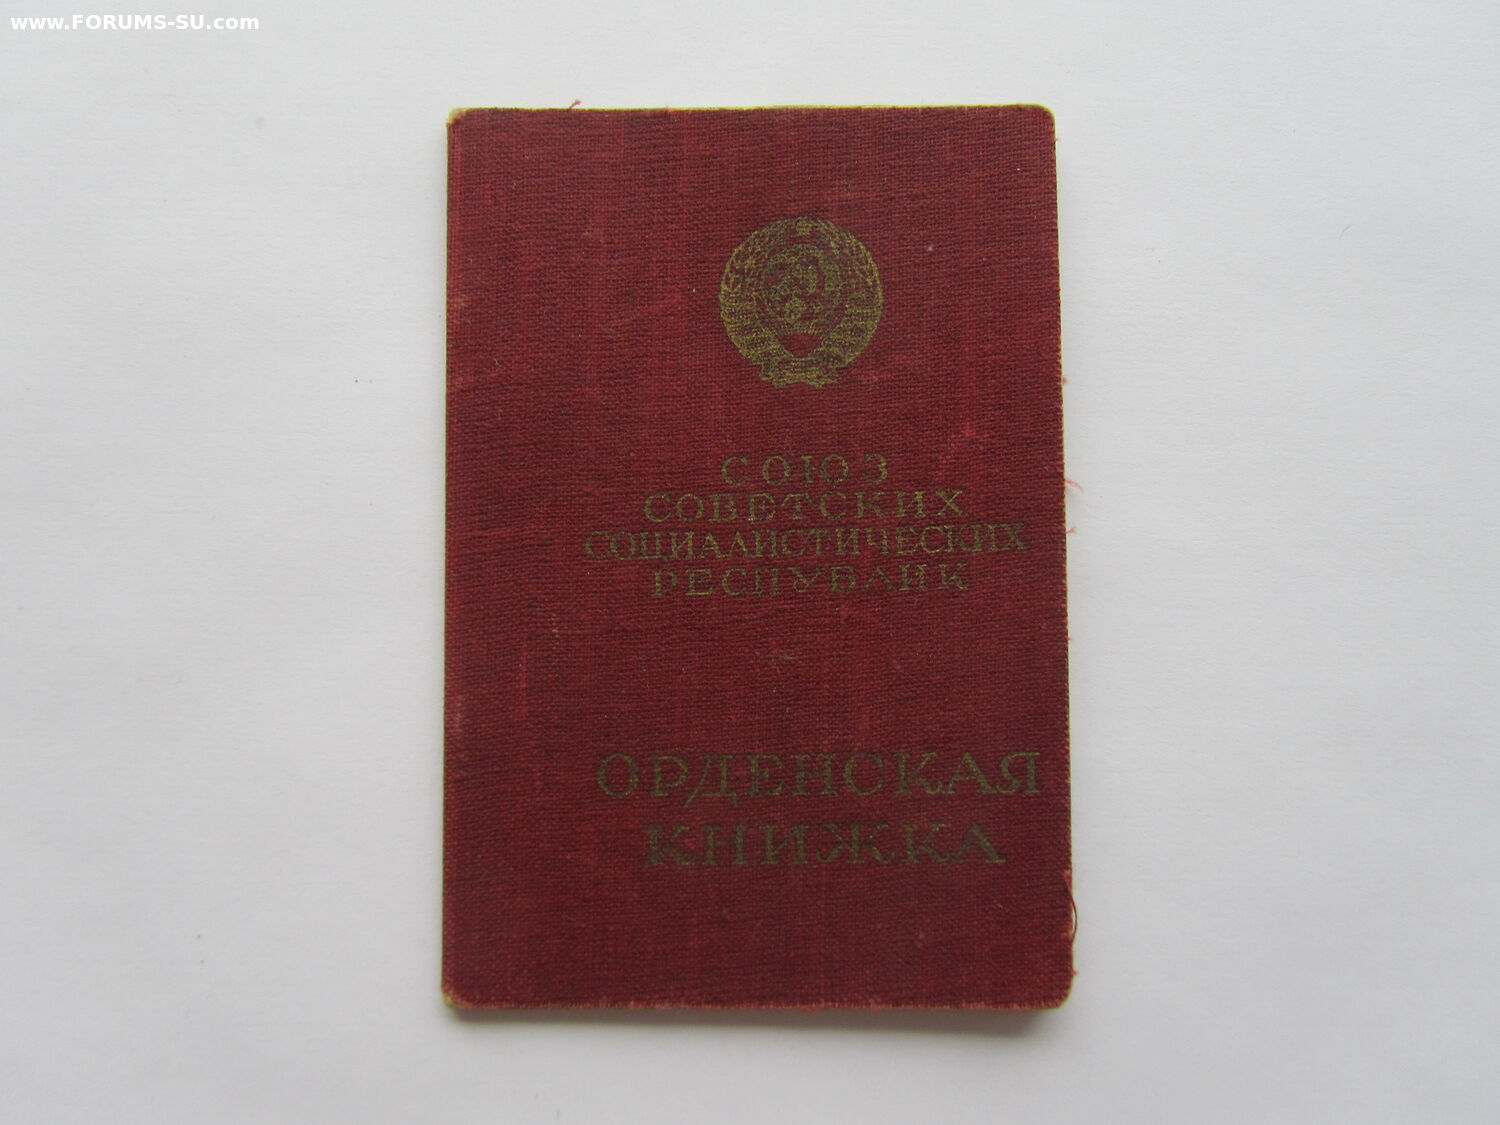 www.FORUMS-SU.com
СОЮЗ
СОВЕТСКИХ
СОЦИАЛИСТИЧЕСКИХ
РЕСПУБЛИК
ОРДЕНСКАЯ
КНИЖКА